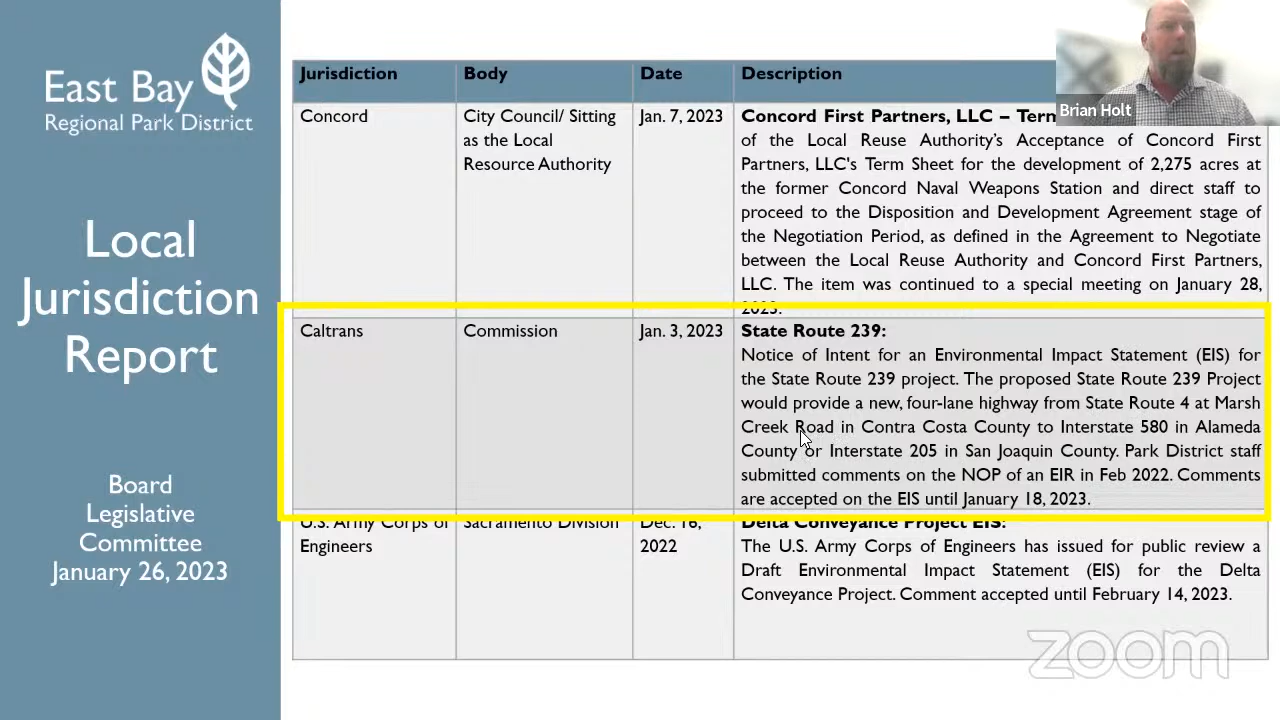 East Bay
Regional Park District
Local
Jurisdiction
Report
Board
Legislative
Committee
January 26, 2023
Jurisdiction Body Date Description
Concord City Council/ Sitting as the Local Resource Authority Jan. 7, 2023
Concord First Partners, LLC – Term
of the Local Reuse Authority’s Acceptance of Concord First
Partners, LLC's Term Sheet for the development of 2,275 acres at
the former Concord Naval Weapons Station and direct staff to
proceed to the Disposition and Development Agreement stage of
the Negotiation Period, as defined in the Agreement to Negotiate
between the Local Reuse Authority and Concord First Partners,
LLC. The item was continued to a special meeting on January 28,
2023.
Caltrans Commission Jan. 3, 2023 State Route 239:
Notice of Intent for an Environmental Impact Statement (EIS) for
the State Route 239 project. The proposed State Route 239 Project
would provide a new, four-lane highway from State Route 4 at Marsh
Creek Road in Contra Costa County to Interstate 580 in Alameda
County or Interstate 205 in San Joaquin County. Park District staff
submitted comments on the NOP of an EIR in Feb 2022. Comments
are accepted on the EIS until January 18, 2023.
U.S. Army Corps of Engineers Sacramento Division Dec. 16, 2022 Delta Conveyance Project EIS:
The U.S. Army Corps of Engineers has issued for public review a
Draft Environmental Impact Statement (EIS) for the Delta
Conveyance Project. Comment accepted until February 14, 2023.
Brian Holt
zoom